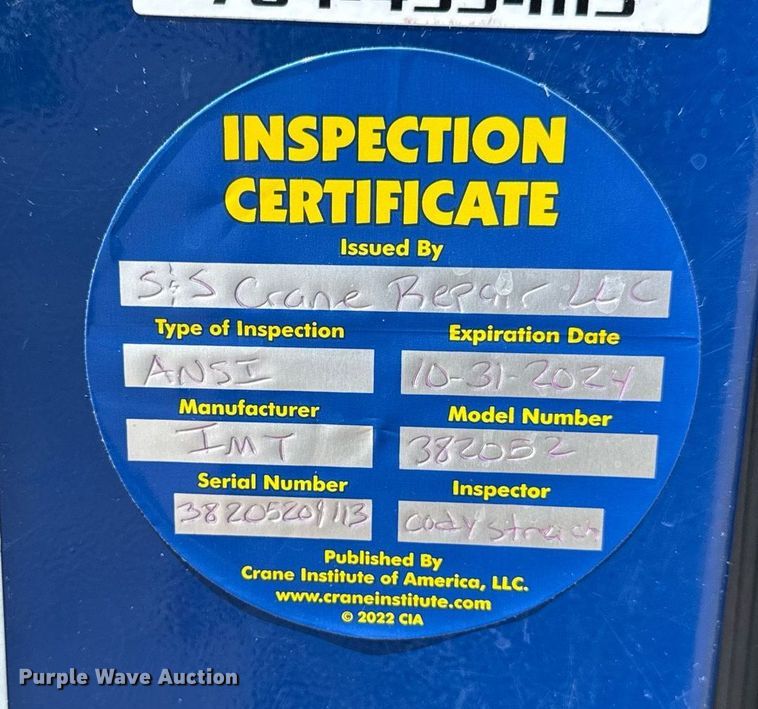 INSPECTION
CERTIFICATE
Issued By
S&S Crane Repair LLC
Type of Inspection Expiration Date
ANSI 10-31-2024
Manufacturer Model Number
IMT 382052
Serial Number Inspector
38205209113 Cody
Published By
Crane Institute of America, LLC.
www.craneinstitute.com
© 2022 CIA
Purple Wave Auction